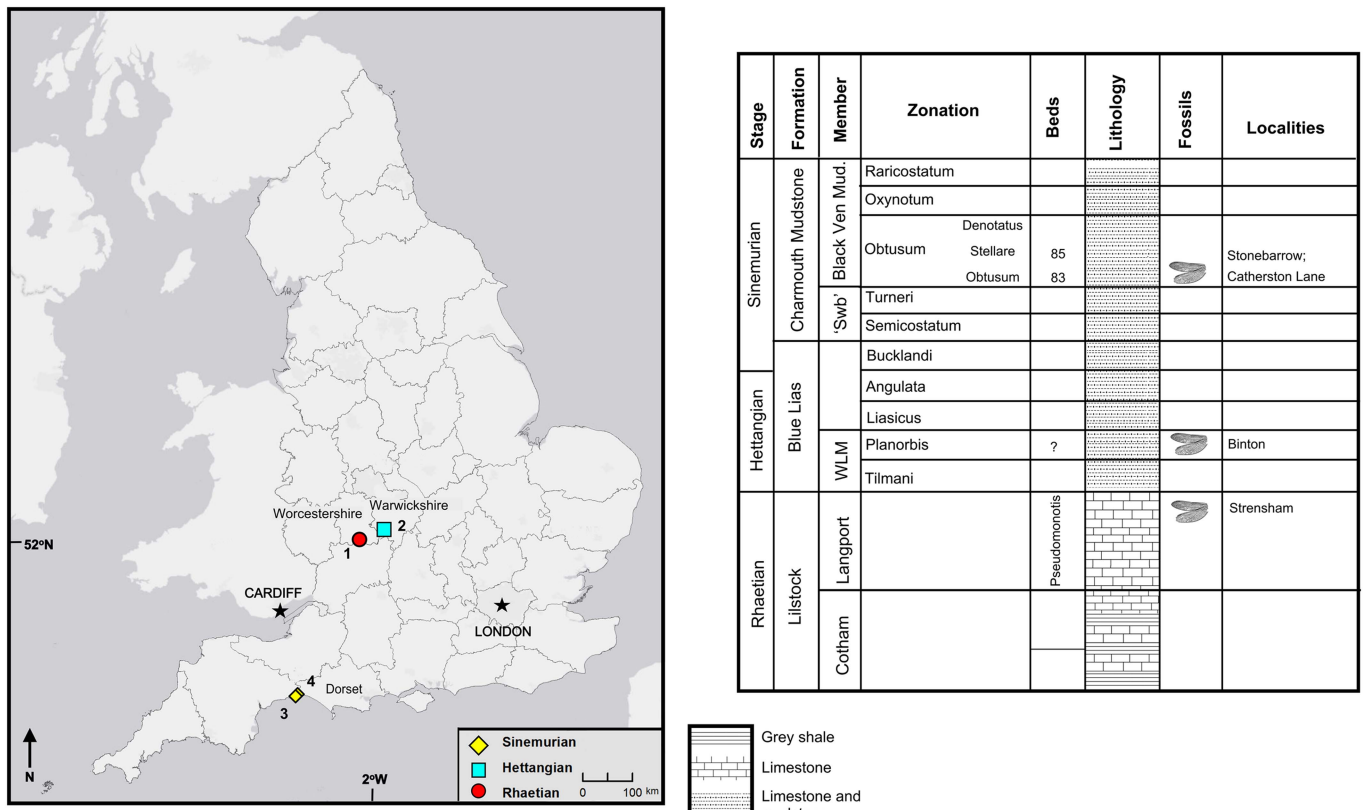 Worcestershire
Warwickshire
2
1
52ºN
CARDIFF
LONDON
4
Dorset
3
N
2ºW
Sinemurian
Hettangian
Rhaetian
0 100 km
Stage Formation Member Zonation Beds Lithology Fossils Localities
Sinemurian
Hettangian
Rhaetian
Charmouth Mudstone
Blue Lias
Lilstock
Black Ven Mud.
'Swb'
WLM
Langport
Cotham
Raricostatum
Oxynotum
Denotatus
Obtusum Stellare 85 Stonebarrow;
Obtusum 83 Catherston Lane
Turneri
Semicostatum
Bucklandi
Angulata
Liasicus
Planorbis ? Binton
Tilmani
Pseudomonotis
Strensham
Grey shale
Limestone
Limestone and